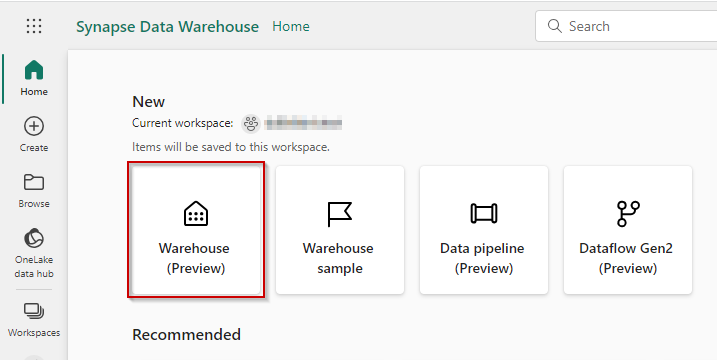 Synapse Data Warehouse Home
Search
Home
Create
Browse
OneLake
data hub
Workspaces
New
Current workspace:
Items will be saved to this workspace.
Warehouse
(Preview)
Warehouse
sample
Data pipeline
(Preview)
Dataflow Gen2
(Preview)
Recommended